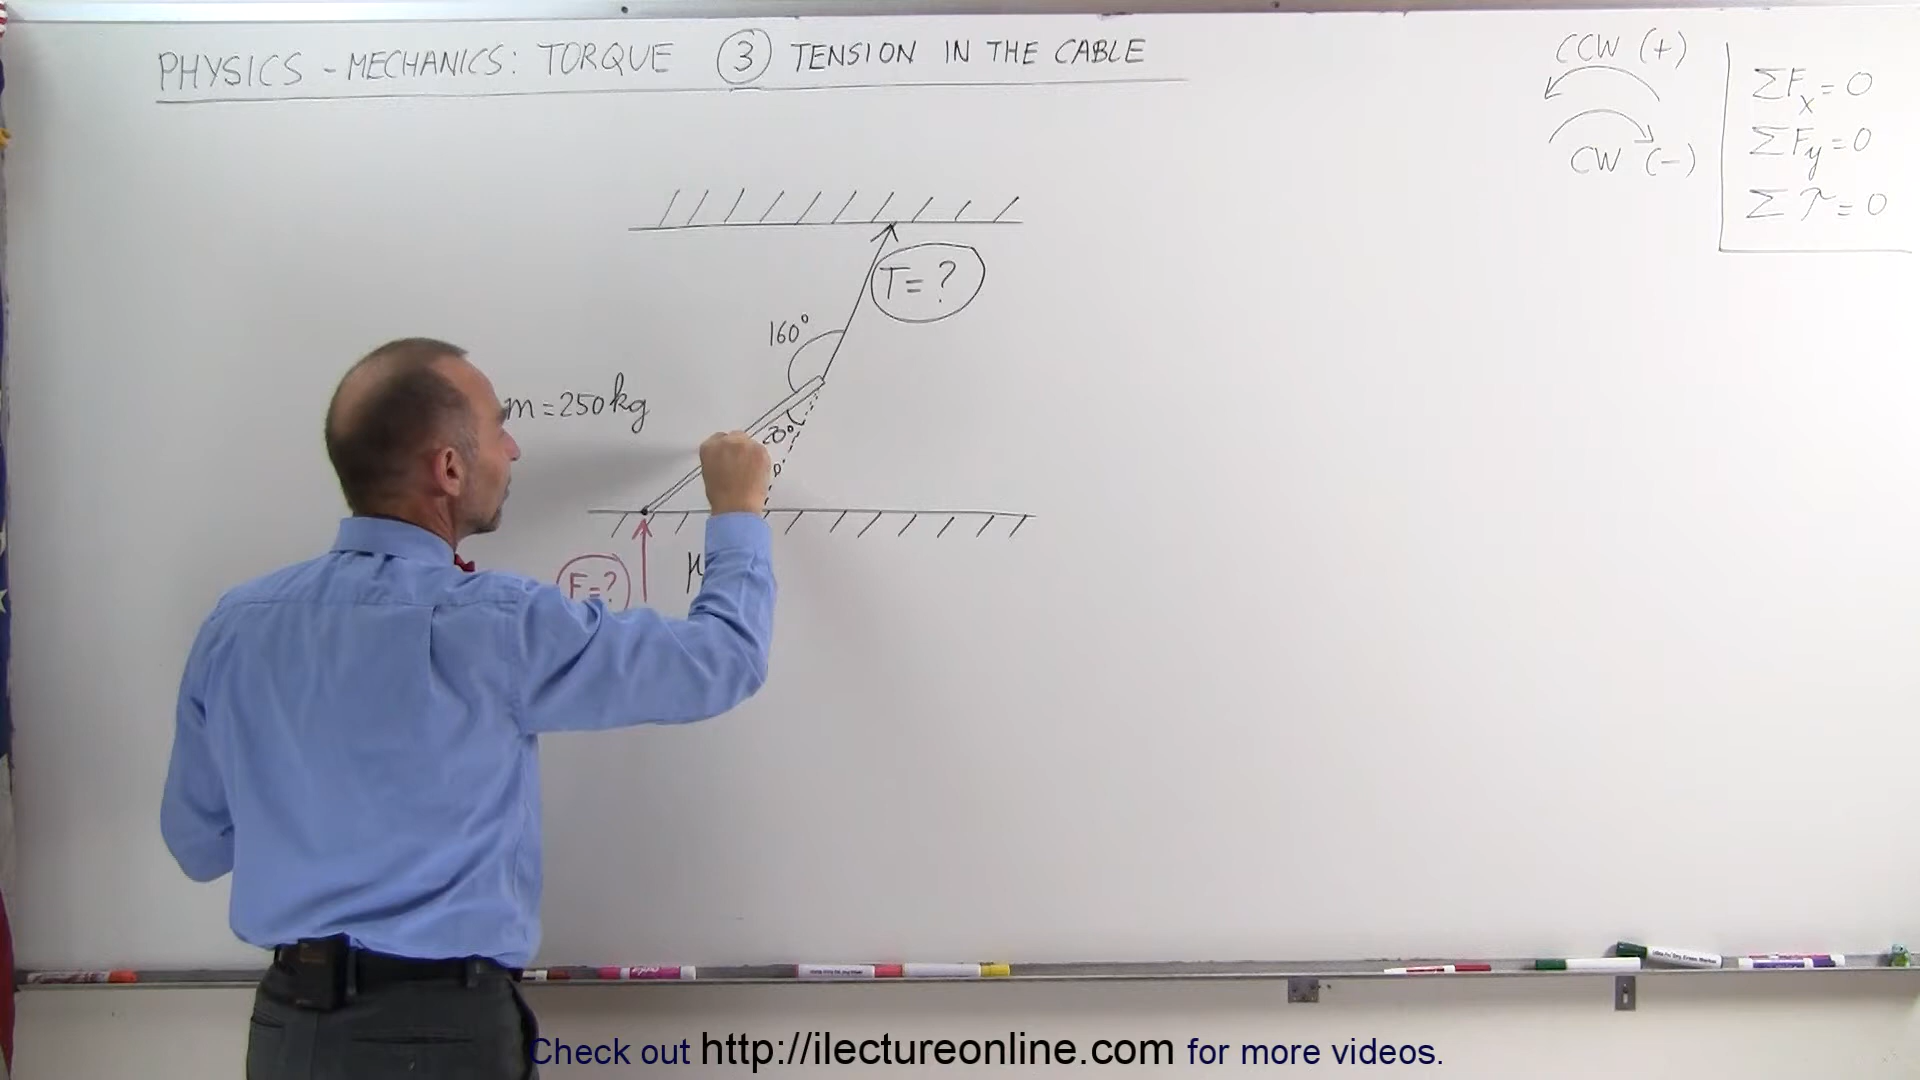 PHYSICS - MECHANICS: TORQUE ③ TENSION IN THE CABLE
CCW (+)
CW (-)
ΣFx = 0
ΣFy = 0
Στ = 0
T = ?
160°
m = 250 kg
20°
F = ?
μ
Check out http://ilectureonline.com for more videos.